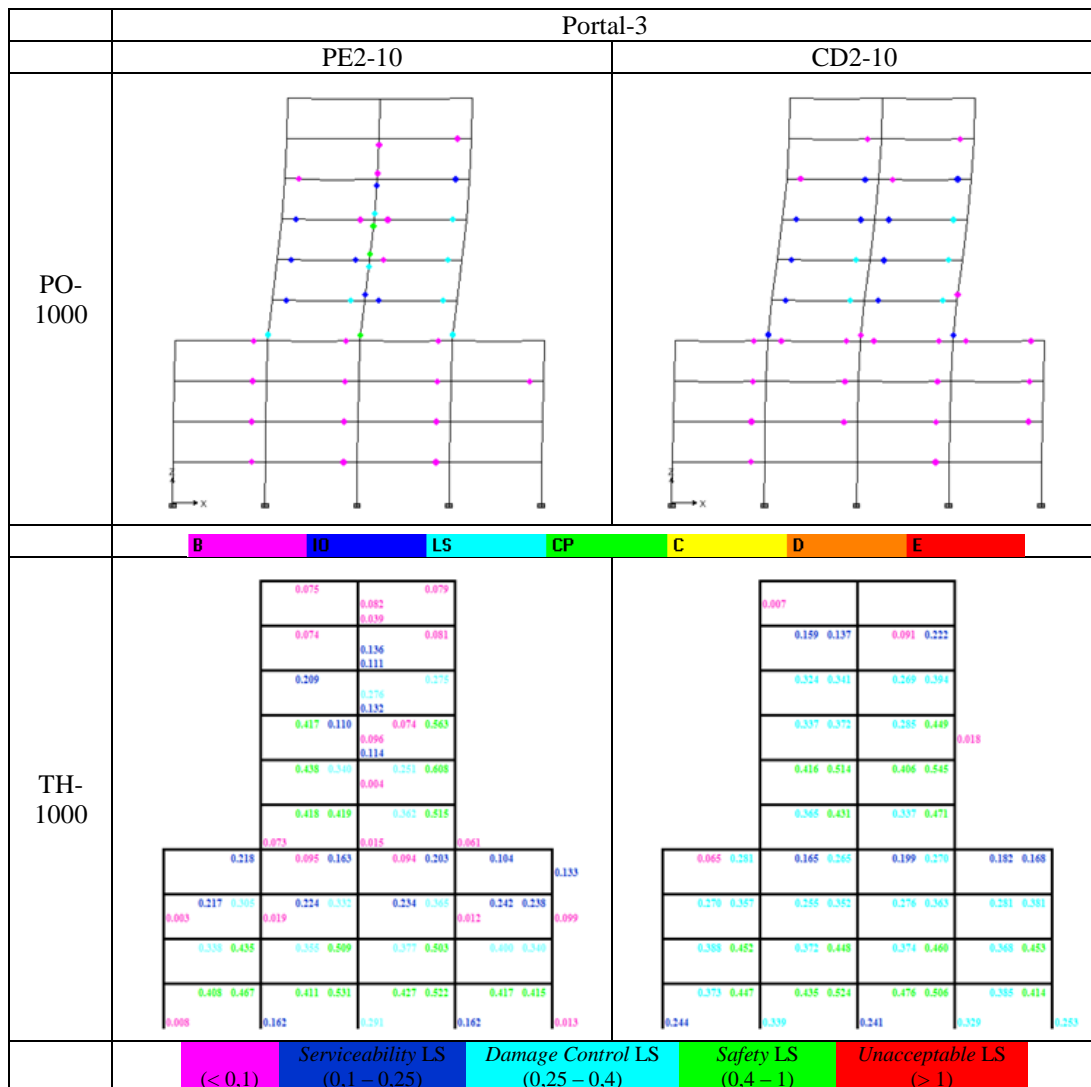 Portal-3
PE2-10 CD2-10
PO-
1000
Z
X
Z
X
B IO LS CP C D E
TH-
1000
0.075 0.079
0.082
0.039
0.074 0.081
0.136
0.111
0.209 0.275
0.276
0.132
0.417 0.110 0.074 0.563
0.096
0.114
0.438 0.340 0.251 0.608
0.004
0.418 0.419 0.362 0.515
0.073 0.015 0.061
0.218 0.095 0.163 0.094 0.203 0.104
0.133
0.217 0.305 0.224 0.332 0.234 0.365 0.242 0.238
0.003 0.019 0.012 0.099
0.338 0.435 0.355 0.509 0.377 0.503 0.400 0.340
0.408 0.467 0.411 0.531 0.427 0.522 0.417 0.415
0.008 0.162 0.291 0.162 0.013
0.007
0.159 0.137 0.091 0.222
0.324 0.341 0.269 0.394
0.337 0.372 0.285 0.449
0.018
0.416 0.514 0.406 0.545
0.365 0.431 0.337 0.471
0.065 0.281 0.165 0.265 0.199 0.270 0.182 0.168
0.270 0.357 0.255 0.352 0.276 0.363 0.281 0.381
0.388 0.452 0.372 0.448 0.374 0.460 0.368 0.453
0.373 0.447 0.435 0.524 0.476 0.506 0.385 0.414
0.244 0.339 0.241 0.329 0.253
Serviceability LS Damage Control LS Safety LS Unacceptable LS
(< 0,1) (0,1 – 0,25) (0,25 – 0,4) (0,4 – 1) (> 1)